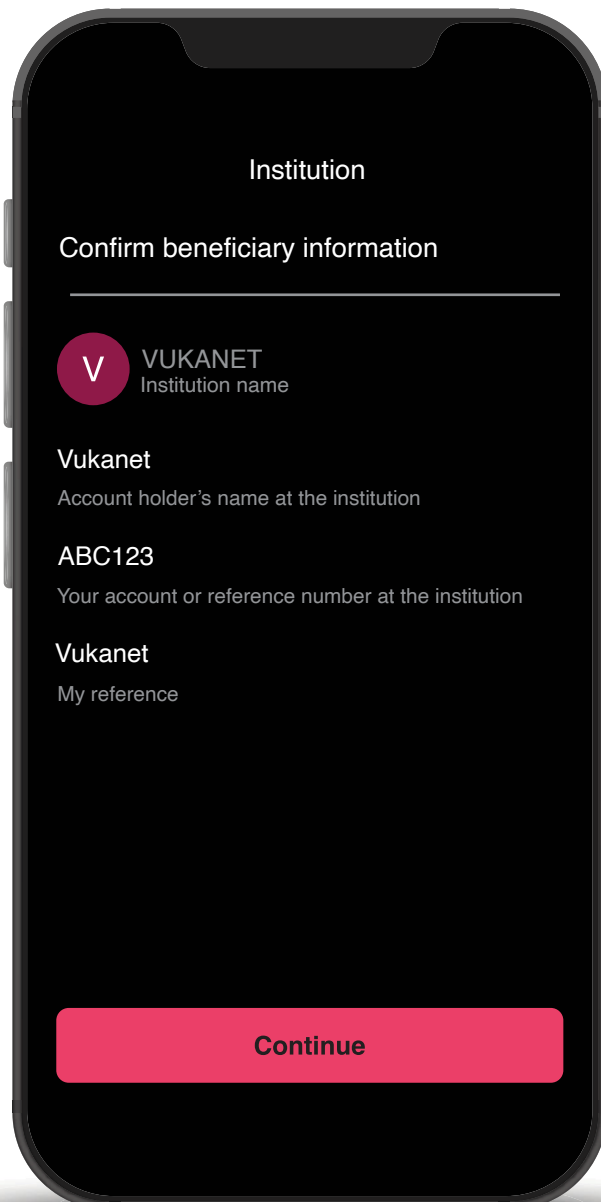 Institution
Confirm beneficiary information
V
VUKANET
Institution name
Vukanet
Account holder’s name at the institution
ABC123
Your account or reference number at the institution
Vukanet
My reference
Continue